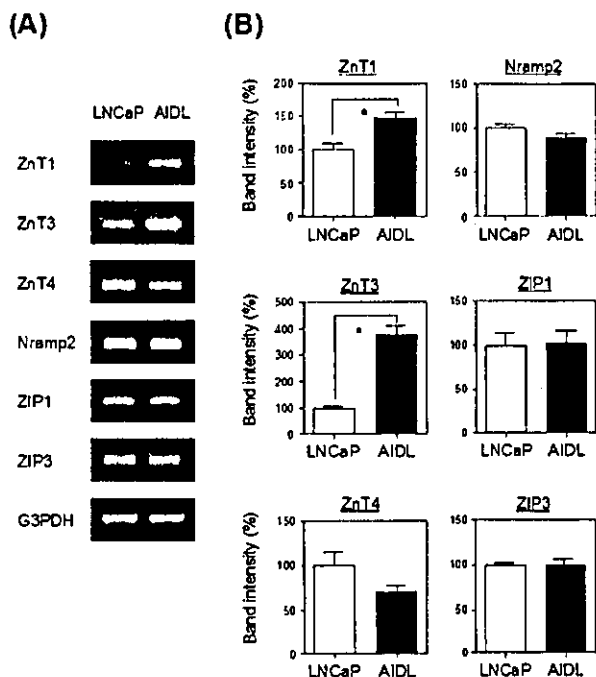 (A)
LNCaP AIDL
ZnT1
ZnT3
ZnT4
Nramp2
ZIP1
ZIP3
G3PDH
(B)
ZnT1
Band intensity (%)
200
150
100
50
0
*
LNCaP AIDL
Nramp2
150
100
50
0
LNCaP AIDL
ZnT3
Band intensity (%)
500
400
300
200
100
0
*
LNCaP AIDL
ZIP1
150
100
50
0
LNCaP AIDL
ZnT4
Band intensity (%)
150
100
50
0
LNCaP AIDL
ZIP3
150
100
50
0
LNCaP AIDL